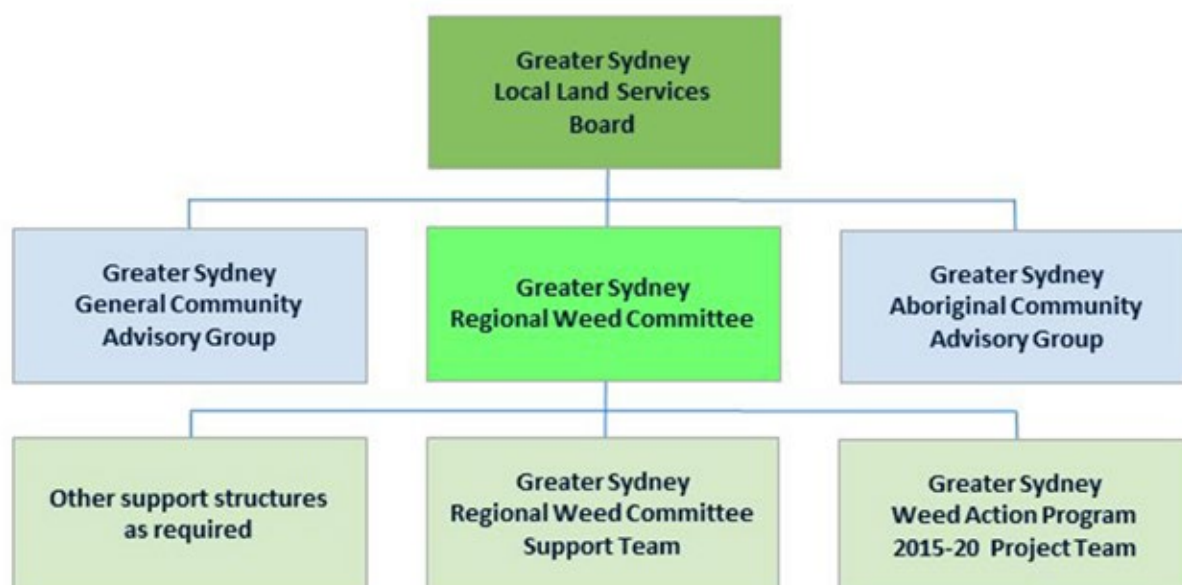 Greater Sydney
Local Land Services
Board
Greater Sydney
General Community
Advisory Group
Greater Sydney
Regional Weed Committee
Greater Sydney
Aboriginal Community
Advisory Group
Other support structures
as required
Greater Sydney
Regional Weed Committee
Support Team
Greater Sydney
Weed Action Program
2015-20 Project Team